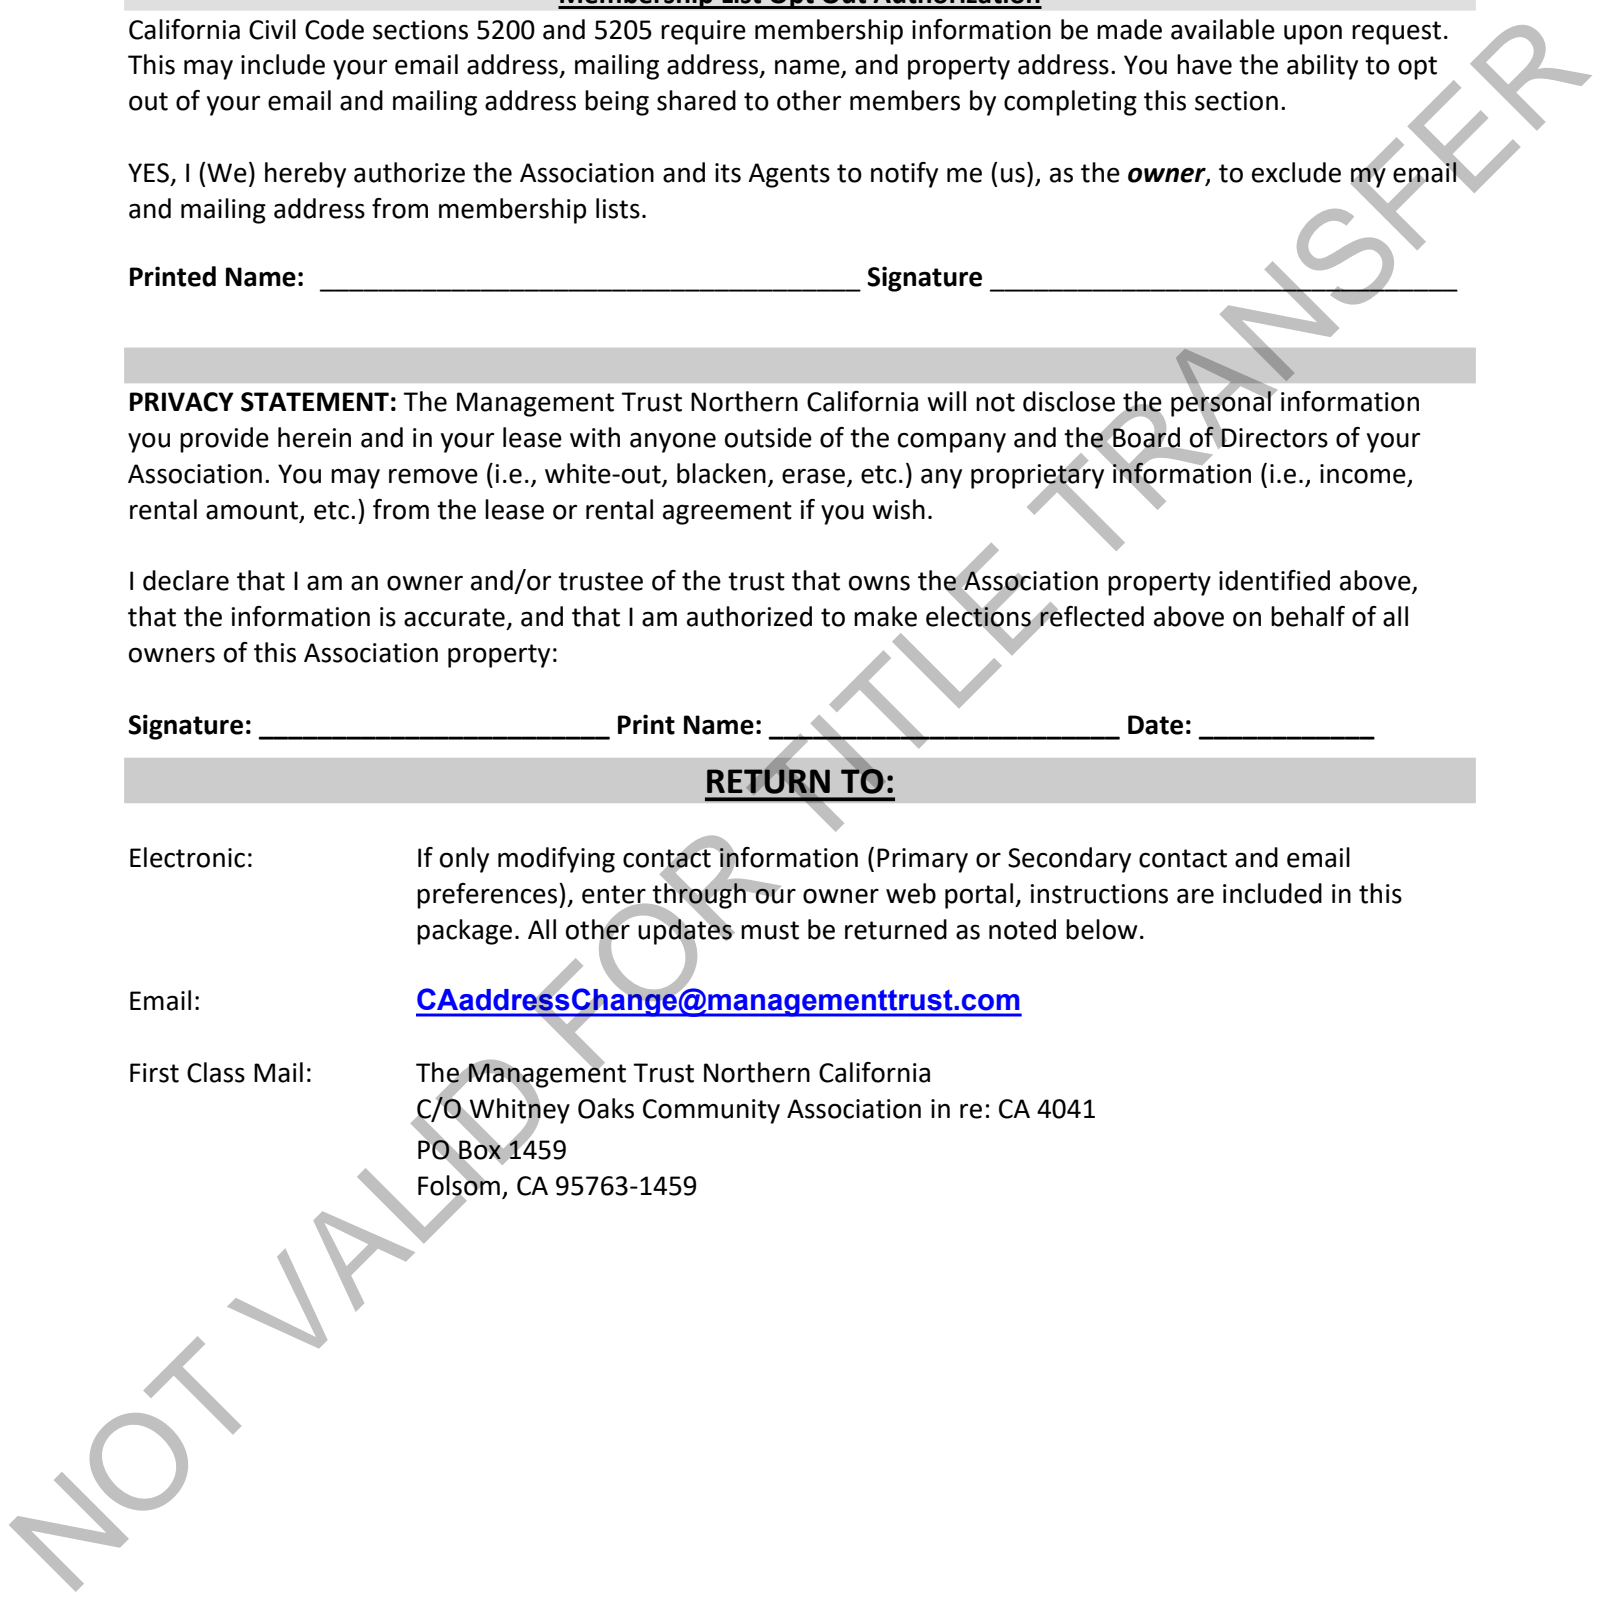 Membership List Opt Out Authorization
California Civil Code sections 5200 and 5205 require membership information be made available upon request.
This may include your email address, mailing address, name, and property address. You have the ability to opt
out of your email and mailing address being shared to other members by completing this section.
YES, I (We) hereby authorize the Association and its Agents to notify me (us), as the owner, to exclude my email
and mailing address from membership lists.
Printed Name: ______________________________________ Signature _________________________________
PRIVACY STATEMENT: The Management Trust Northern California will not disclose the personal information
you provide herein and in your lease with anyone outside of the company and the Board of Directors of your
Association. You may remove (i.e., white-out, blacken, erase, etc.) any proprietary information (i.e., income,
rental amount, etc.) from the lease or rental agreement if you wish.
I declare that I am an owner and/or trustee of the trust that owns the Association property identified above,
that the information is accurate, and that I am authorized to make elections reflected above on behalf of all
owners of this Association property:
Signature: ________________________ Print Name: ________________________ Date: ____________
RETURN TO:
Electronic: If only modifying contact information (Primary or Secondary contact and email
preferences), enter through our owner web portal, instructions are included in this
package. All other updates must be returned as noted below.
Email: CAaddressChange@managementtrust.com
First Class Mail: The Management Trust Northern California
C/O Whitney Oaks Community Association in re: CA 4041
PO Box 1459
Folsom, CA 95763-1459
NOT VALID FOR TITLE TRANSFER